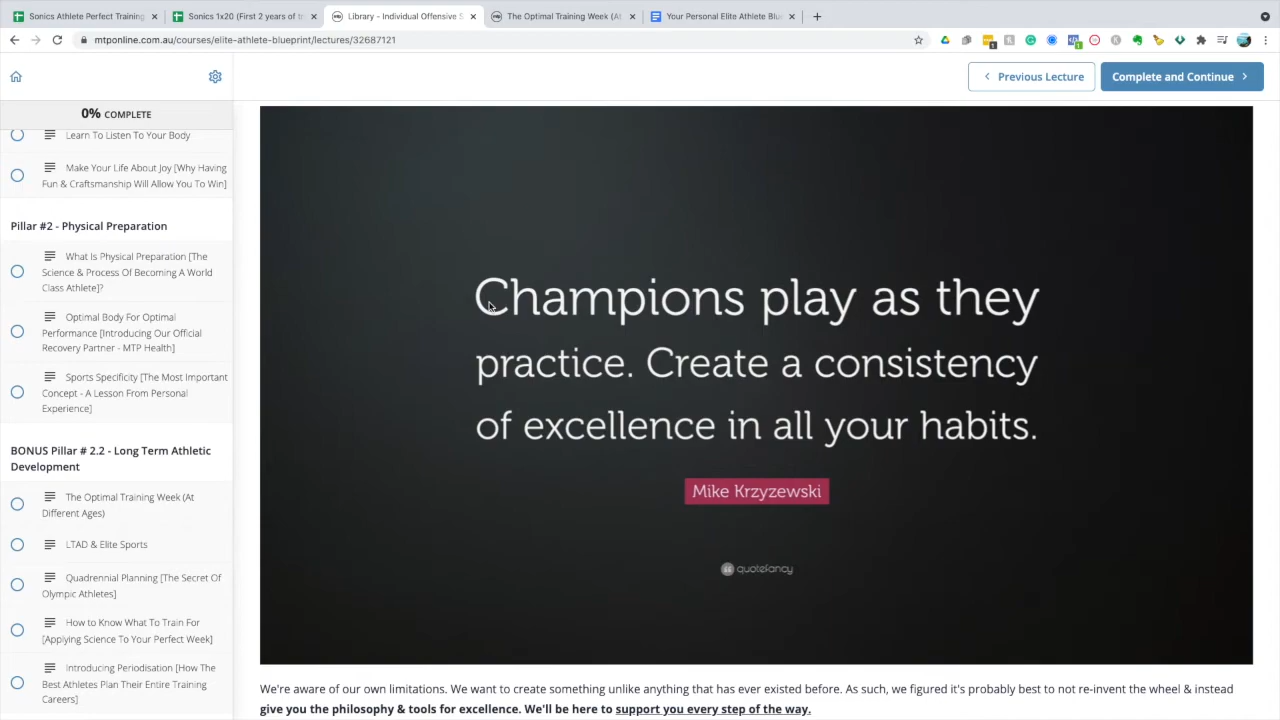 Sonics Athlete Perfect Training
Sonics 1x20 (First 2 years of tr
Library - Individual Offensive S
The Optimal Training Week (At
Your Personal Elite Athlete Blu
mtponline.com.au/courses/elite-athlete-blueprint/lectures/32687121
Previous Lecture
Complete and Continue
0% COMPLETE
Learn To Listen To Your Body
Make Your Life About Joy [Why Having
Fun & Craftsmanship Will Allow You To Win]
Pillar #2 - Physical Preparation
What Is Physical Preparation [The
Science & Process Of Becoming A World
Class Athlete]?
Optimal Body For Optimal
Performance [Introducing Our Official
Recovery Partner - MTP Health]
Sports Specificity [The Most Important
Concept - A Lesson From Personal
Experience]
BONUS Pillar # 2.2 - Long Term Athletic
Development
The Optimal Training Week (At
Different Ages)
LTAD & Elite Sports
Quadrennial Planning [The Secret Of
Olympic Athletes]
How to Know What To Train For
[Applying Science To Your Perfect Week]
Introducing Periodisation [How The
Best Athletes Plan Their Entire Training
Careers]
Champions play as they
practice. Create a consistency
of excellence in all your habits.
Mike Krzyzewski
quotefancy
We're aware of our own limitations. We want to create something unlike anything that has ever existed before. As such, we figured it's probably best to not re-invent the wheel & instead
give you the philosophy & tools for excellence. We'll be here to support you every step of the way.